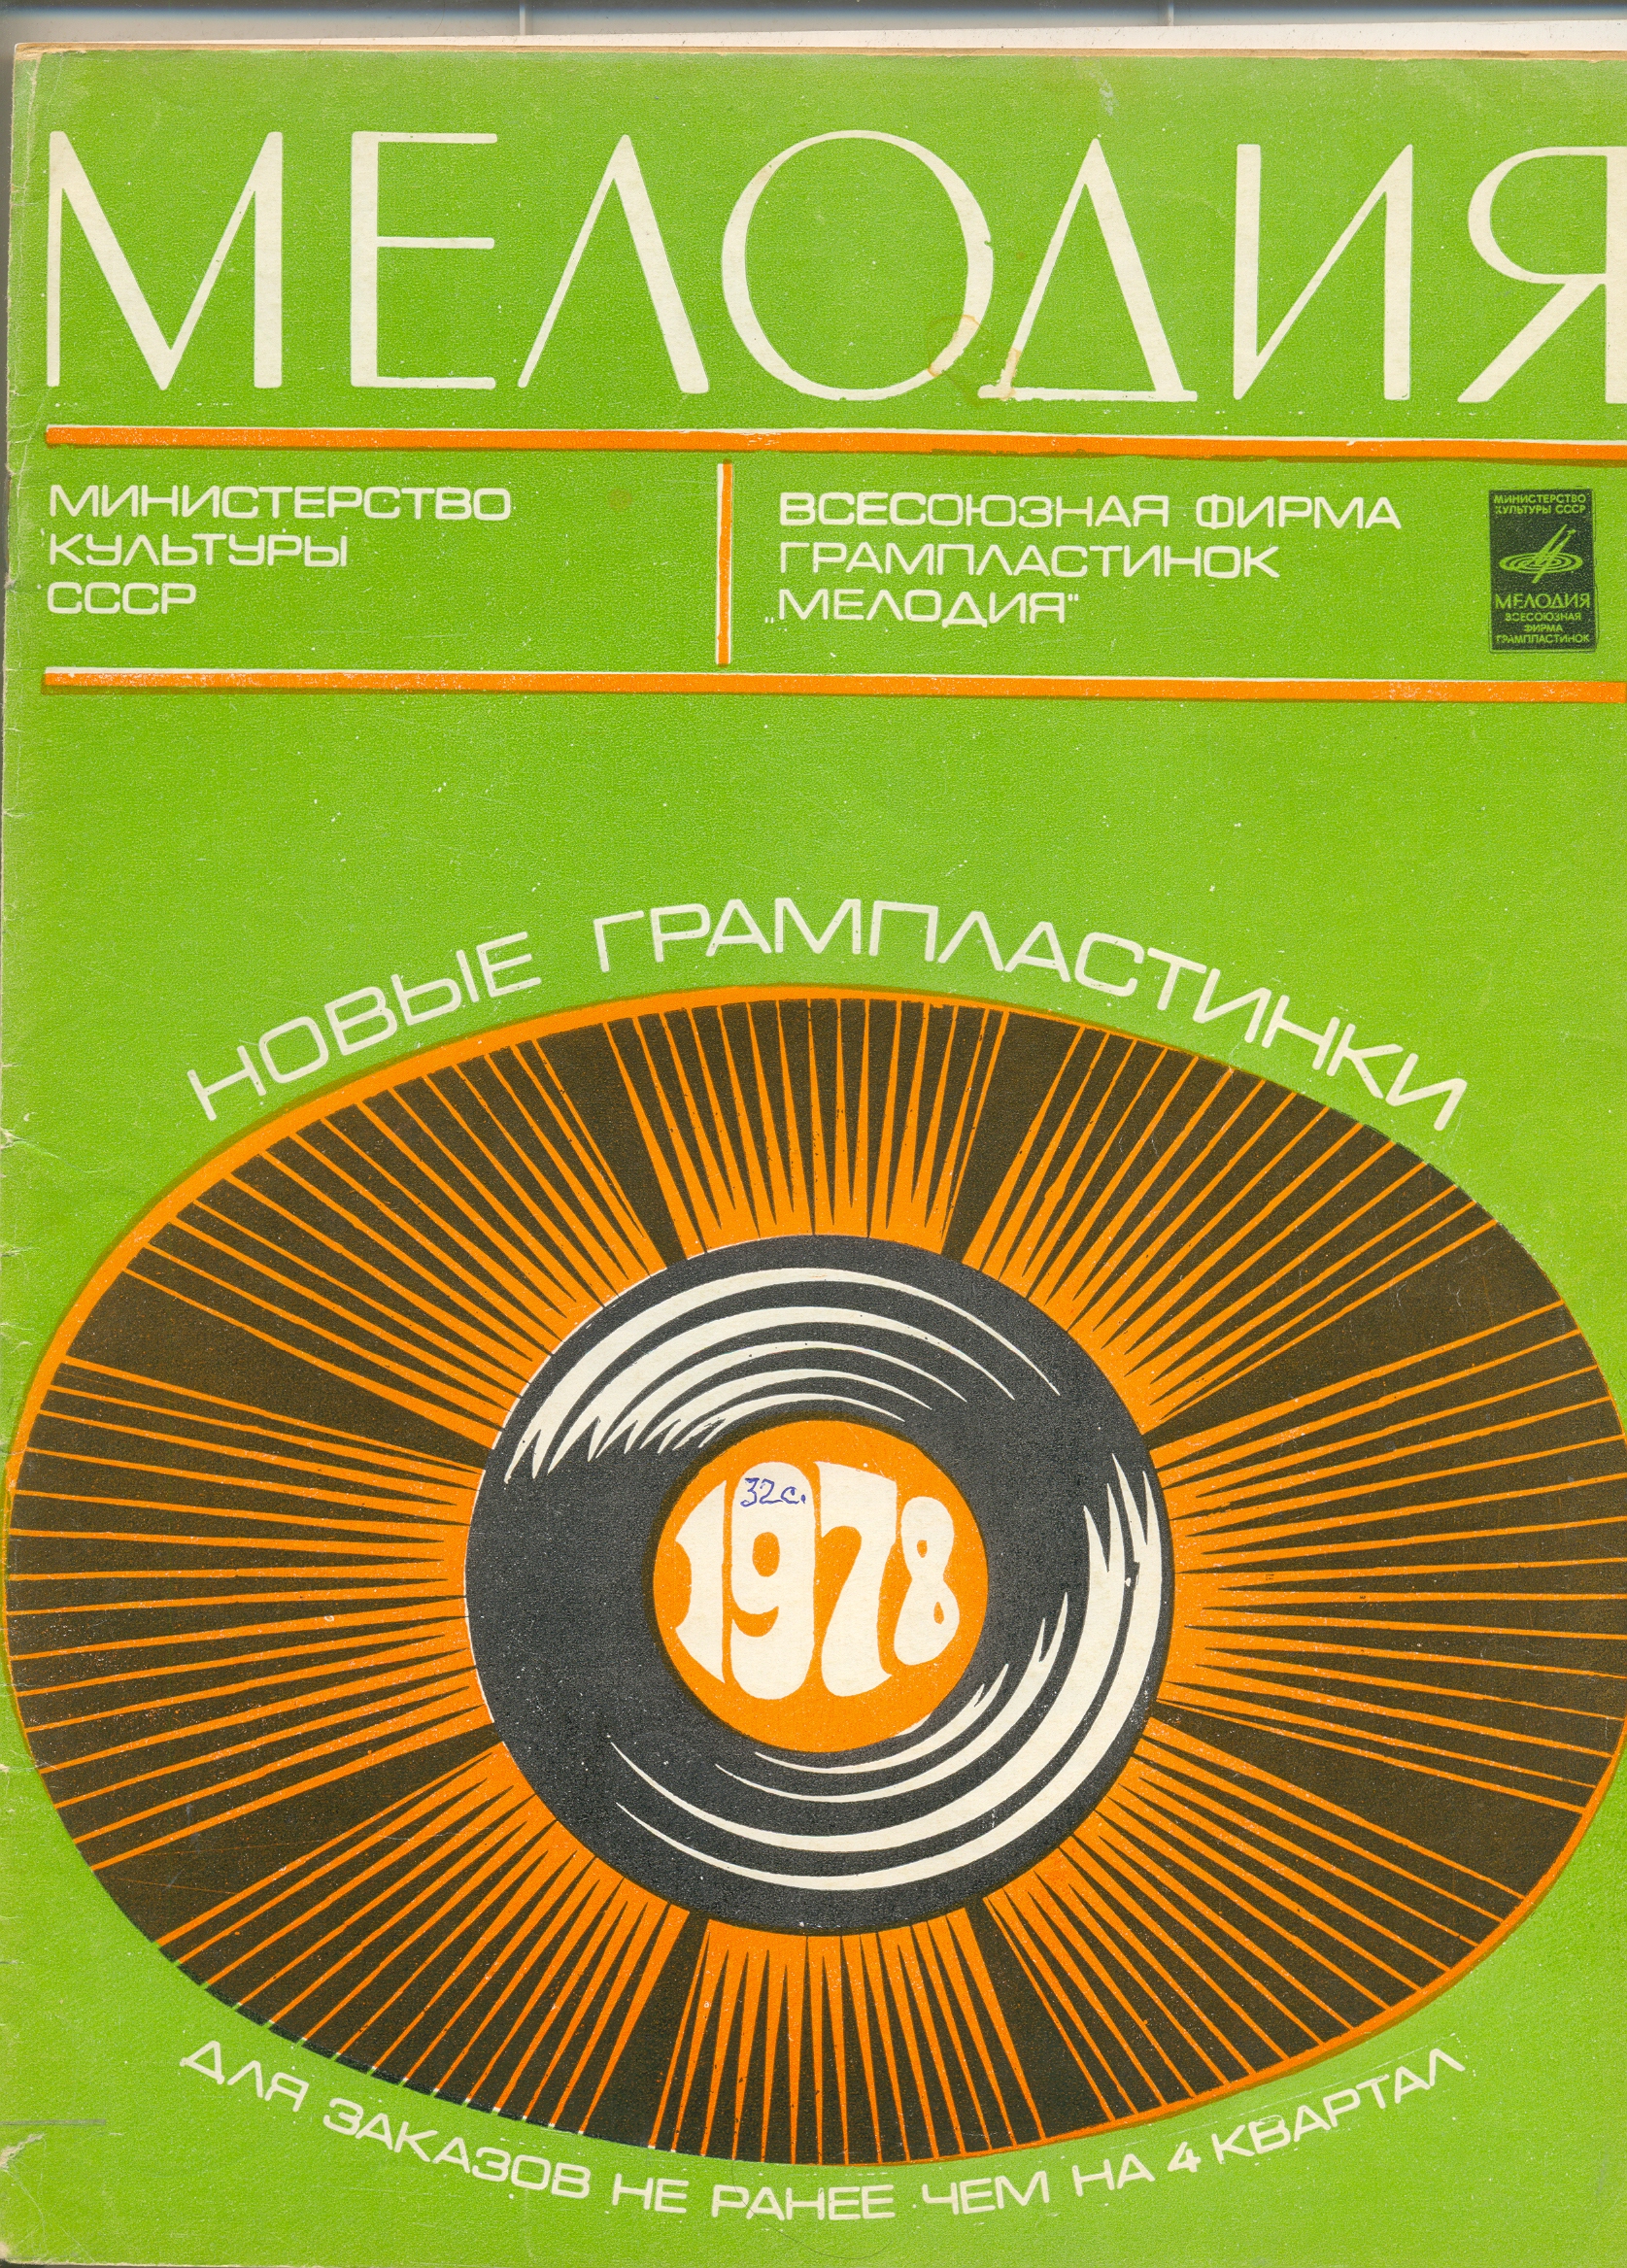 МЕЛОДИЯ
МИНИСТЕРСТВО
КУЛЬТУРЫ
СССР
ВСЕСОЮЗНАЯ ФИРМА
ГРАМПЛАСТИНОК
„МЕЛОДИЯ"
МИНИСТЕРСТВО
КУЛЬТУРЫ СССР
МЕЛОДИЯ
ВСЕСОЮЗНАЯ
ФИРМА
ГРАМПЛАСТИНОК
НОВЫЕ ГРАМПЛАСТИНКИ
32 с.
1978
ДЛЯ ЗАКАЗОВ НЕ РАНЕЕ ЧЕМ НА 4 КВАРТАЛ